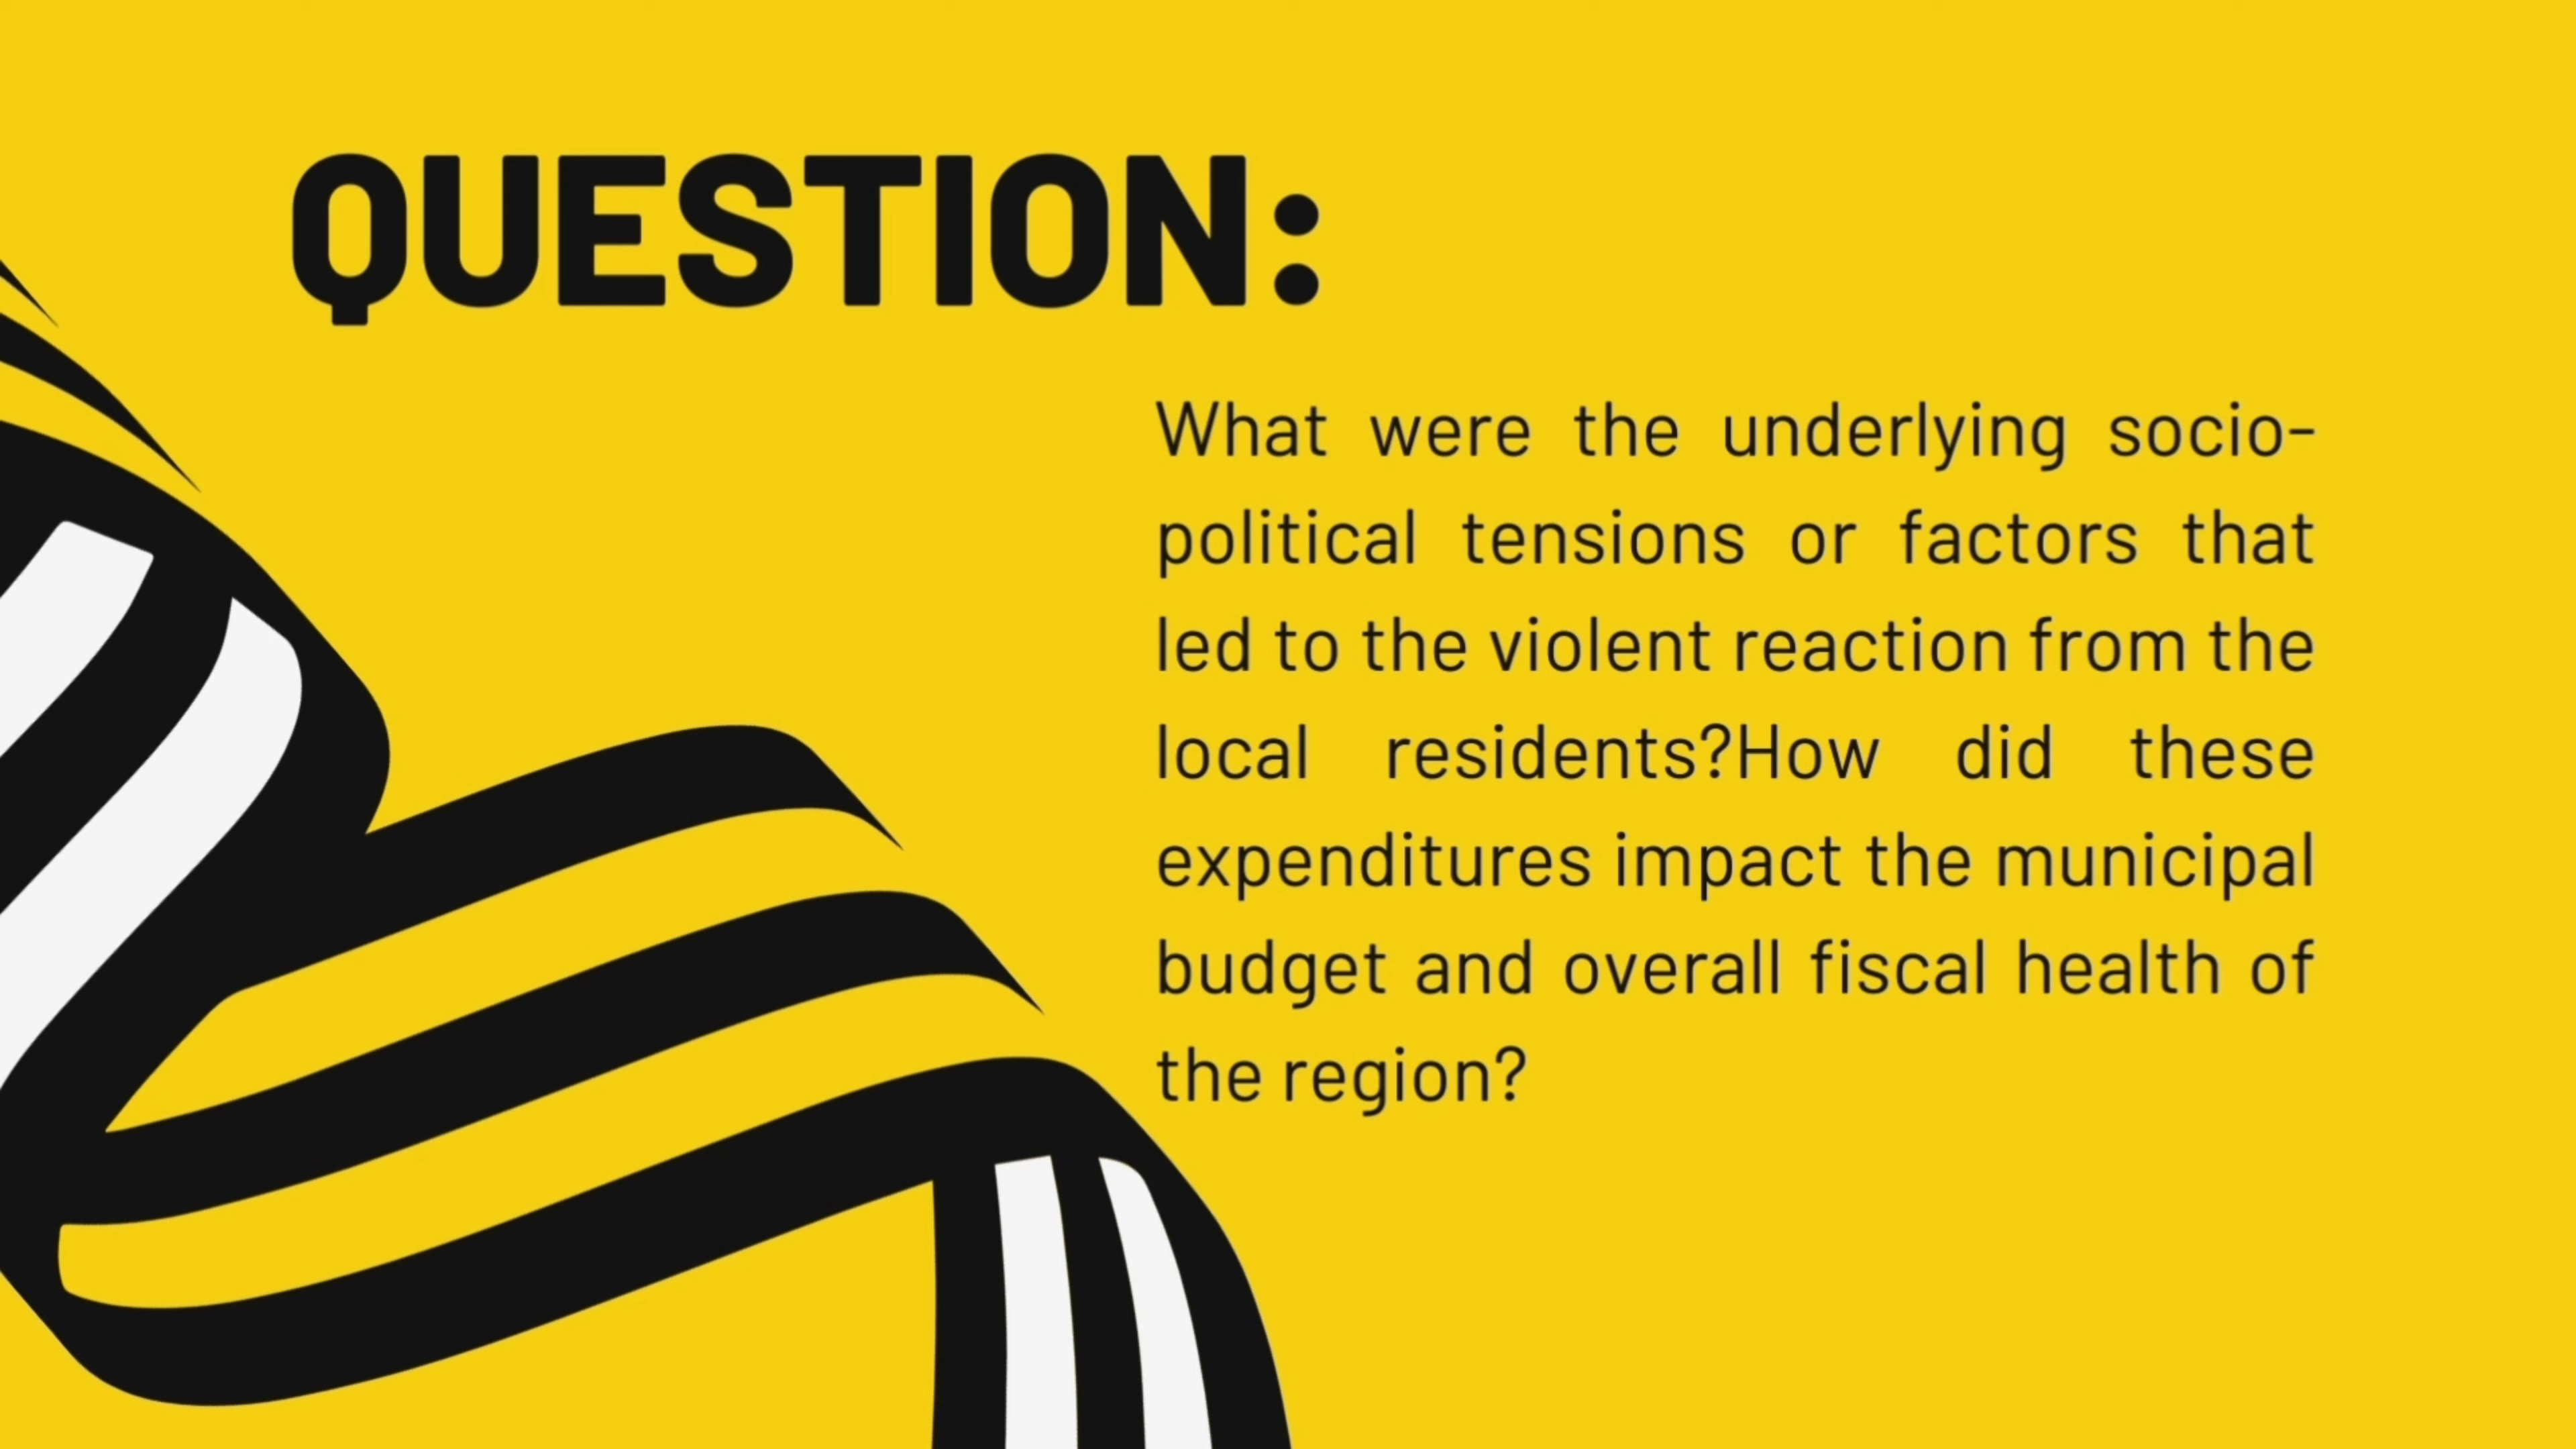 QUESTION:
What were the underlying socio-
political tensions or factors that
led to the violent reaction from the
local residents?How did these
expenditures impact the municipal
budget and overall fiscal health of
the region?